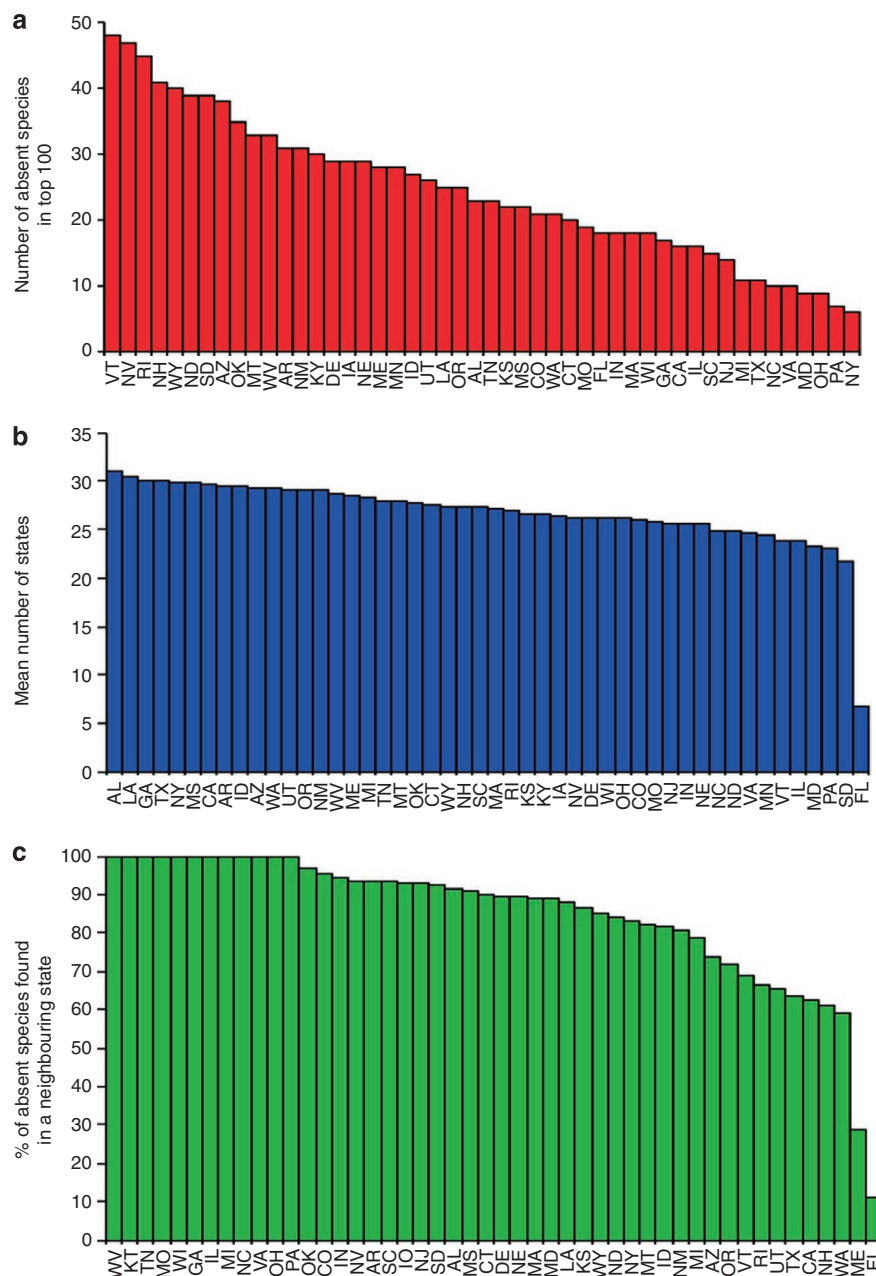 a
Number of absent species
in top 100
50
40
30
20
10
0
VT NV RI NH WY ND SD AZ OK MT WV AR NM KY DE IA NE ME MN ID UT LA OR AL TN KS MS CO WA CT MO FL IN MA WI GA CA IL SC NJ MI TX NC VA MD OH PA NY
b
Mean number of states
35
30
25
20
15
10
5
0
AL LA GA TX NY MS CA AR ID AZ WA UT OR NM WV ME MI TN MT OK CT WY NH SC MA RI KS KY IA NV DE WI OH CO MO NJ IN NE NC ND VA MN VT IL MD PA SD FL
c
% of absent species found
in a neighbouring state
100
90
80
70
60
50
40
30
20
10
0
WV KT TN MO WI GA IL MI NC VA OH PA OK CO IN NV AR SC IO NJ SD AL MS CT DE NE MA MD LA KS WY ND NY MT ID NM MI AZ OR VT RI UT TX CA NH WA ME FL